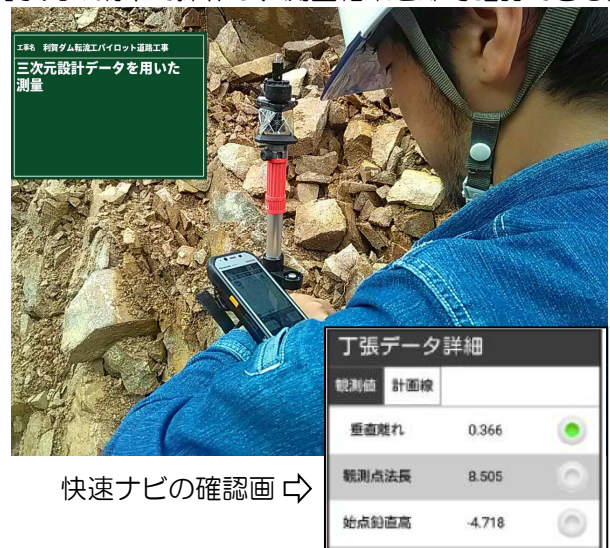 工事名 利賀ダム転流工パイロット道路工事
三次元設計データを用いた
測量
丁張データ詳細
観測値 計画線
垂直離れ 0.366
観測点法長 8.505
始点鉛直高 -4.718
快速ナビの確認画